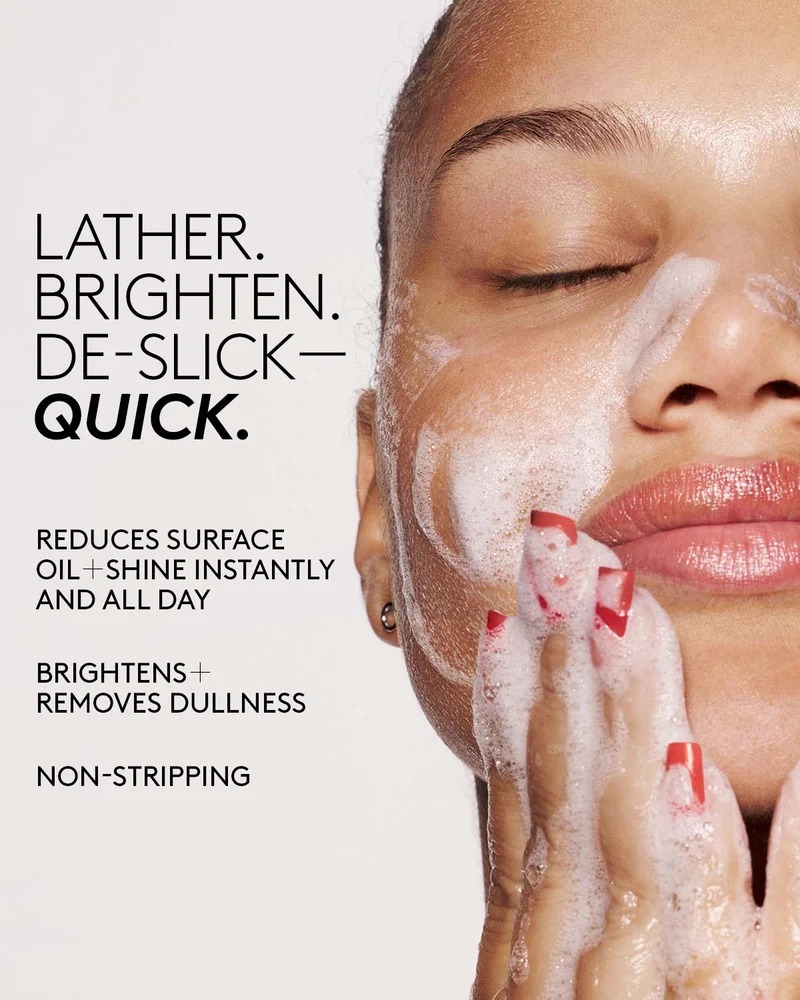 LATHER.
BRIGHTEN.
DE-SLICK—
QUICK.
REDUCES SURFACE
OIL+SHINE INSTANTLY
AND ALL DAY
BRIGHTENS+
REMOVES DULLNESS
NON-STRIPPING